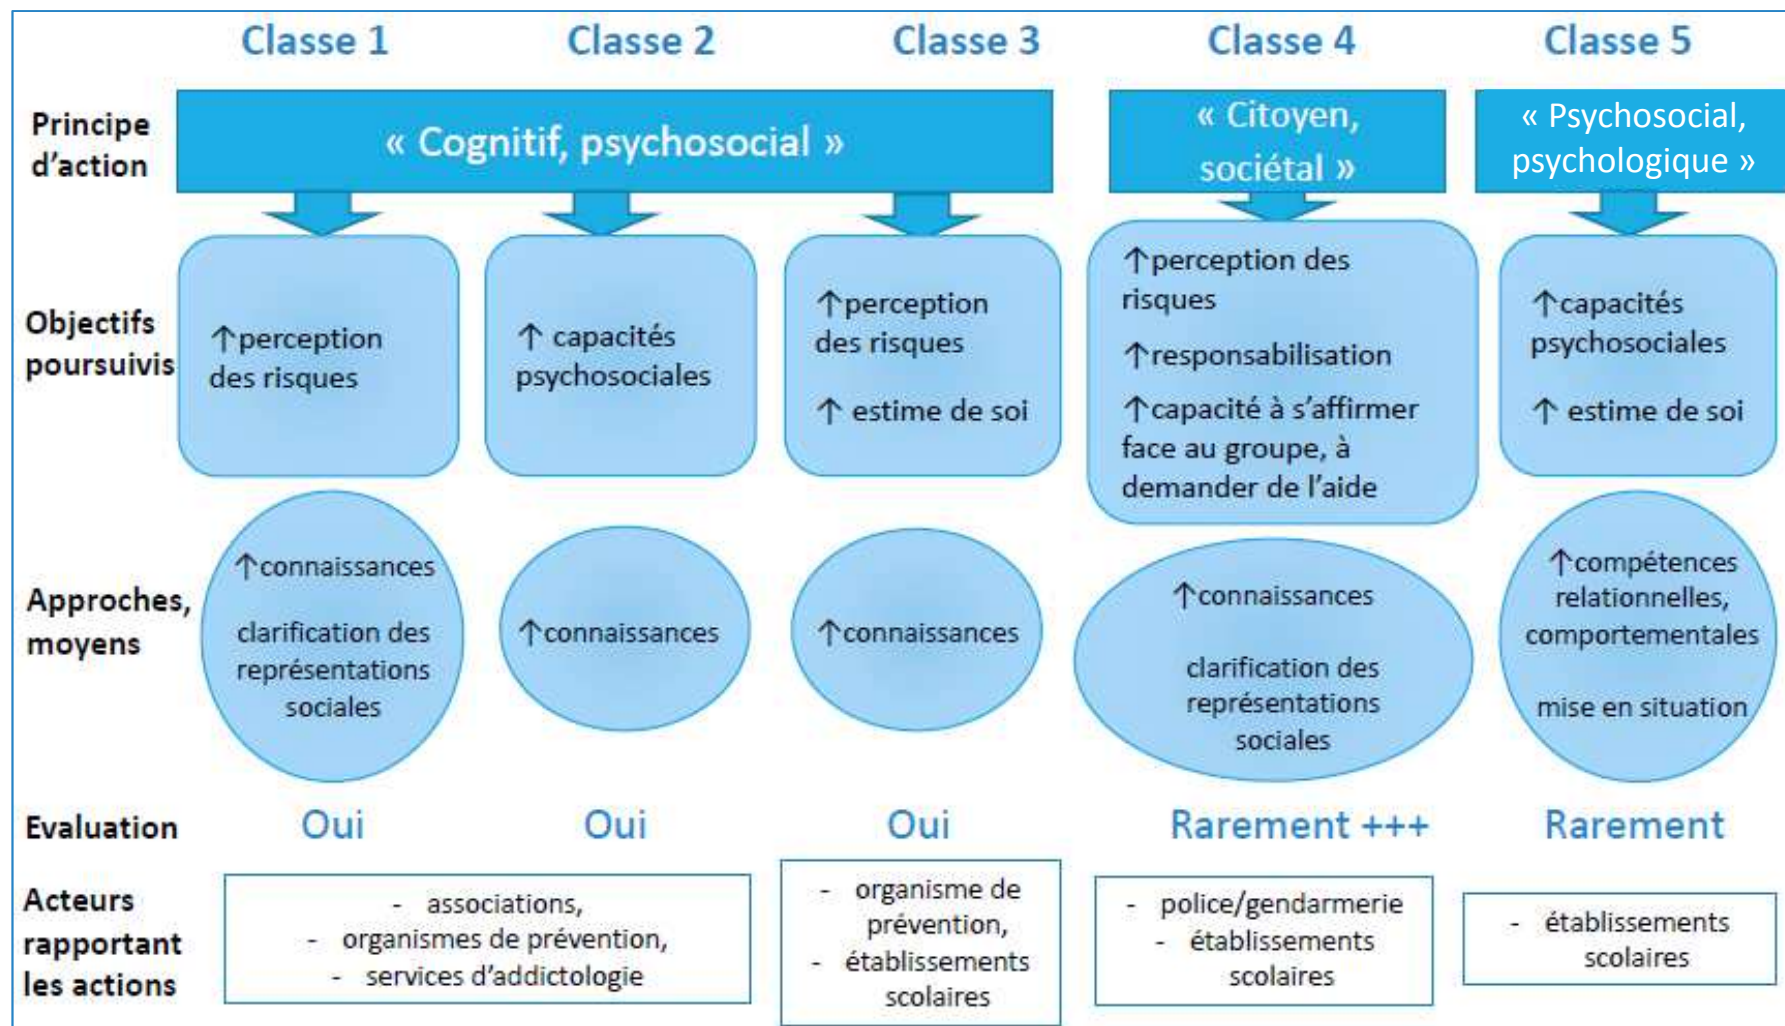 Classe 1
Classe 2
Classe 3
Classe 4
Classe 5
Principe
d’action
« Cognitif, psychosocial »
« Citoyen,
sociétal »
« Psychosocial,
psychologique »
Objectifs
poursuivis
↑perception
des risques
↑ capacités
psychosociales
↑perception
des risques
↑ estime de soi
↑perception des
risques
↑responsabilisation
↑capacité à s’affirmer
face au groupe, à
demander de l’aide
↑capacités
psychosociales
↑ estime de soi
Approches,
moyens
↑connaissances
clarification des
représentations
sociales
↑connaissances
↑connaissances
↑connaissances
clarification des
représentations
sociales
↑compétences
relationnelles,
comportementales
mise en situation
Evaluation
Oui
Oui
Oui
Rarement +++
Rarement
Acteurs
rapportant
les actions
- associations,
- organismes de prévention,
- services d’addictologie
- organisme de
prévention,
- établissements
scolaires
- police/gendarmerie
- établissements
scolaires
- établissements
scolaires